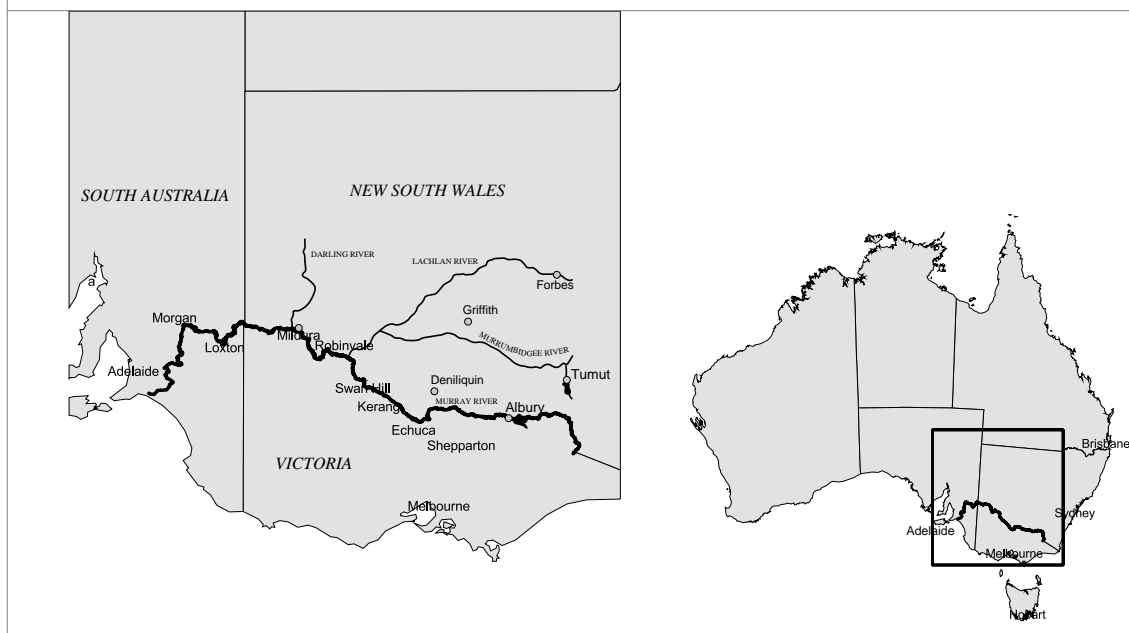 SOUTH AUSTRALIA
NEW SOUTH WALES
DARLING RIVER
LACHLAN RIVER
a
Forbes
Griffith
Morgan
Mildura
Robinvale
Loxton
MURRUMBIDGEE RIVER
Adelaide
Tumut
Swan Hill
Deniliquin
Kerang
MURRAY RIVER
Albury
Echuca
Shepparton
VICTORIA
Melbourne
Brisbane
Sydney
Adelaide
Melbourne
Hobart